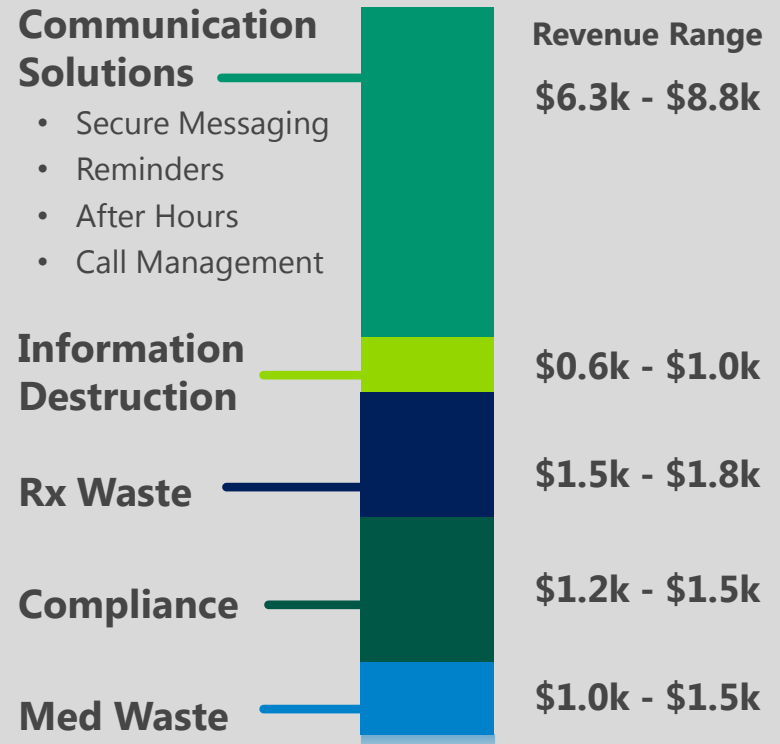 Communication
Solutions
• Secure Messaging
• Reminders
• After Hours
• Call Management
Revenue Range
$6.3k - $8.8k
Information
Destruction
$0.6k - $1.0k
Rx Waste
$1.5k - $1.8k
Compliance
$1.2k - $1.5k
Med Waste
$1.0k - $1.5k